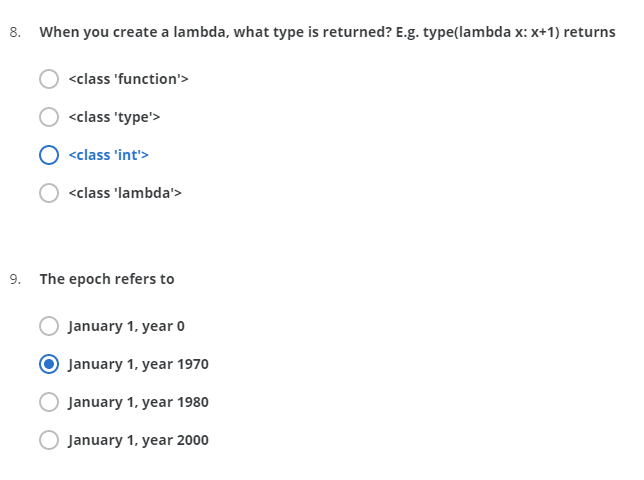 8. When you create a lambda, what type is returned? E.g. type(lambda x: x+1) returns
<class 'function'>
<class 'type'>
<class 'int'>
<class 'lambda'>
9. The epoch refers to
January 1, year 0
January 1, year 1970
January 1, year 1980
January 1, year 2000